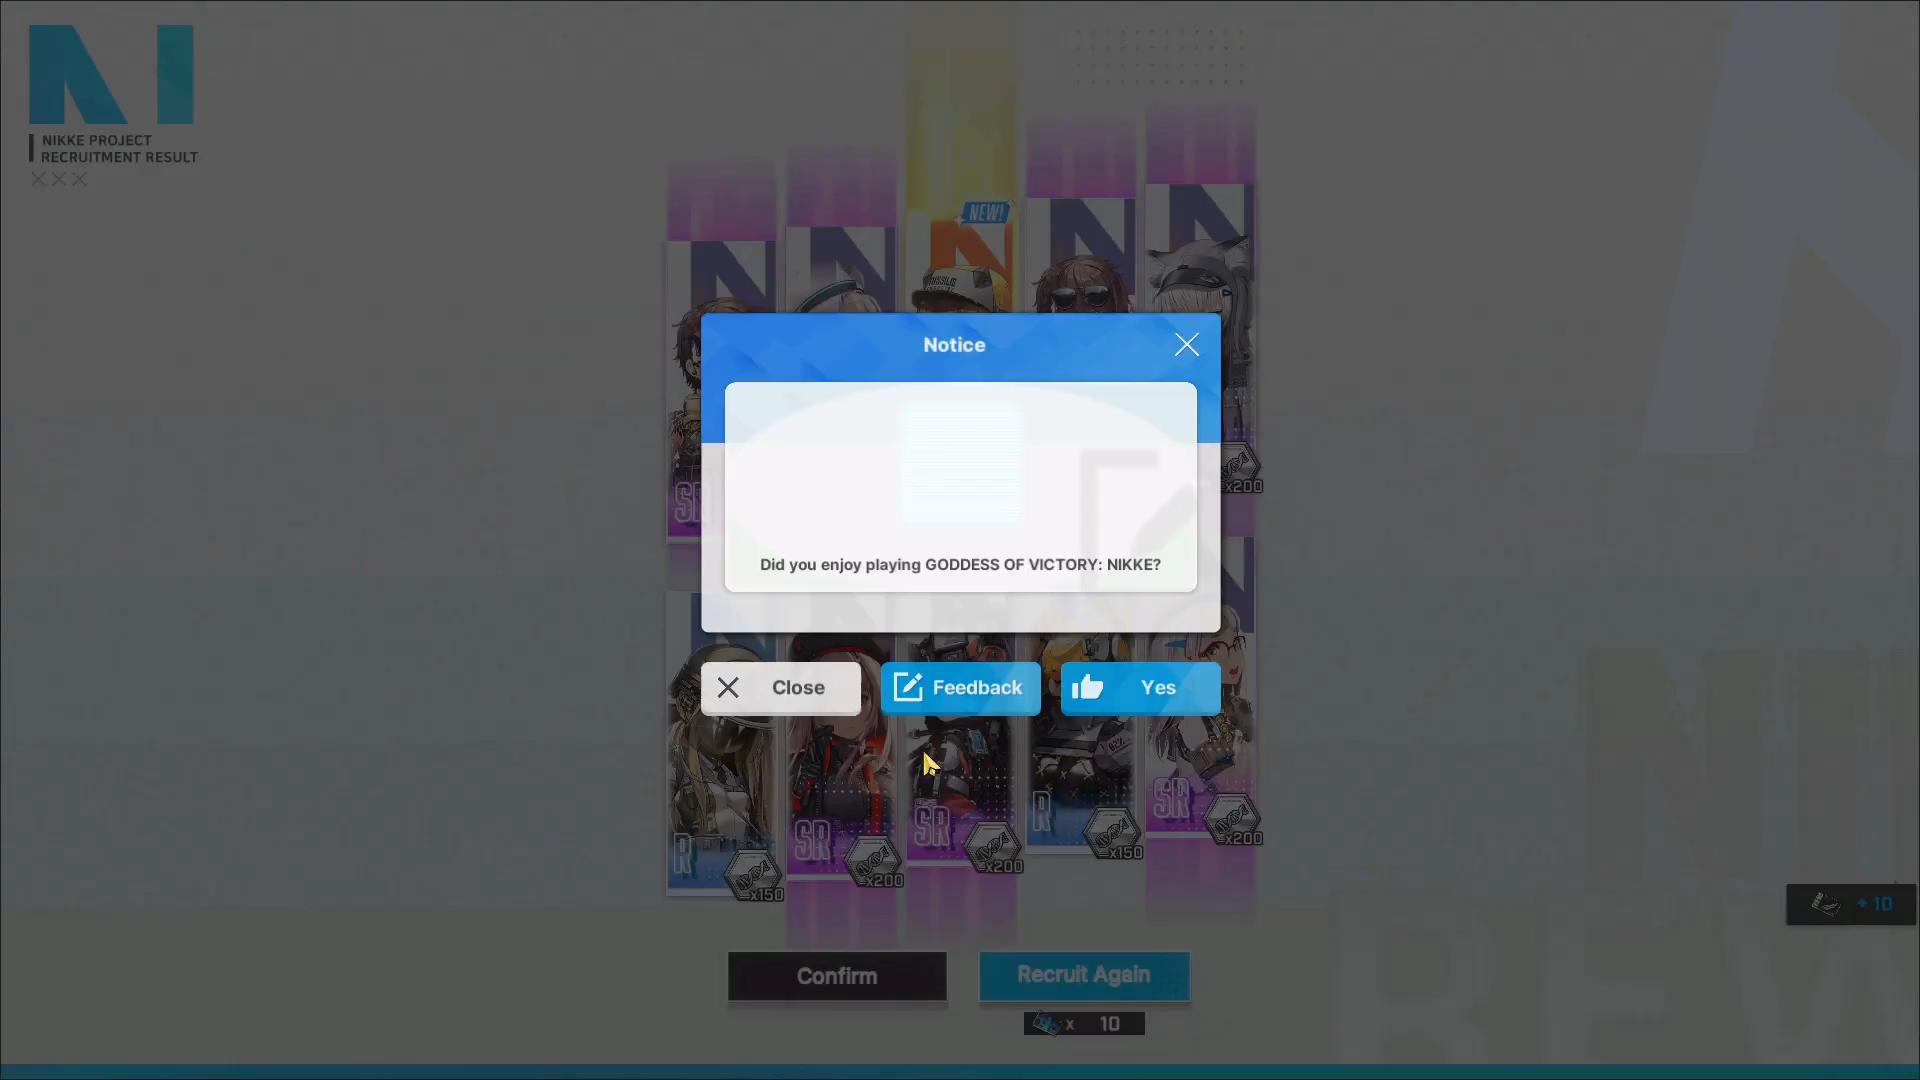 NIKKE PROJECT
RECRUITMENT RESULT
NEW!
Notice
Did you enjoy playing GODDESS OF VICTORY: NIKKE?
Close
Feedback
Yes
SR
x200
R
x150
SR
x200
SR
x200
R
x150
SR
x200
+ 10
Confirm
Recruit Again
x 10